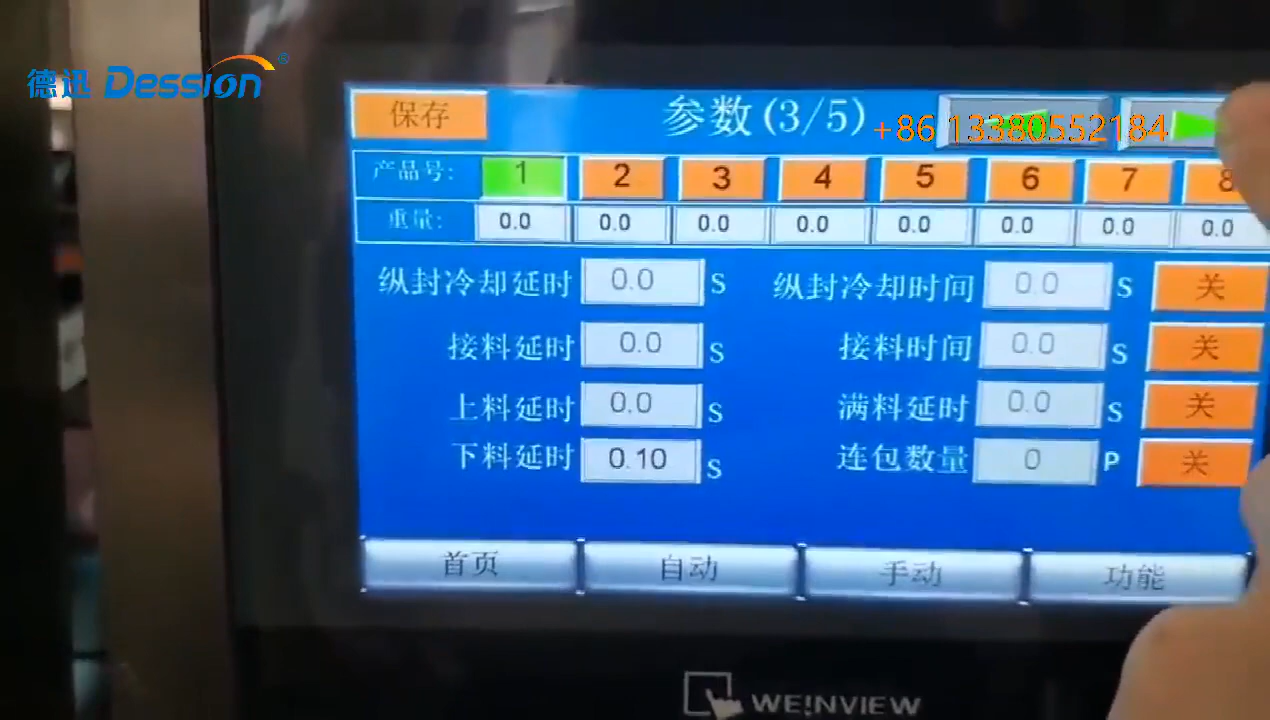 德迅 Dession®
保存 参数(3/5) +86 13380552184
产品号: 1 2 3 4 5 6 7 8
重量: 0.0 0.0 0.0 0.0 0.0 0.0 0.0 0.0
纵封冷却延时 0.0 S 纵封冷却时间 0.0 S 关
接料延时 0.0 S 接料时间 0.0 S 关
上料延时 0.0 S 满料延时 0.0 S 关
下料延时 0.10 S 连包数量 0 P 关
首页 自动 手动 功能
WEINVIEW